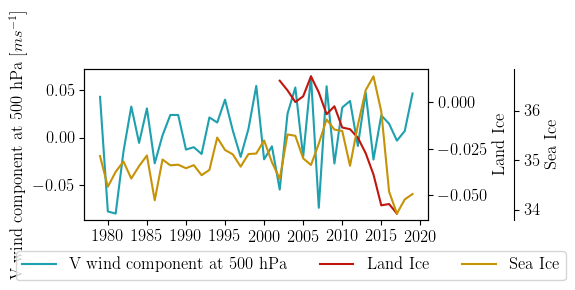 V wind component at 500 hPa [ms⁻¹]
0.05
0.00
−0.05
1980 1985 1990 1995 2000 2005 2010 2015 2020
0.000
−0.025
−0.050
Land Ice
36
35
34
Sea Ice
V wind component at 500 hPa Land Ice Sea Ice